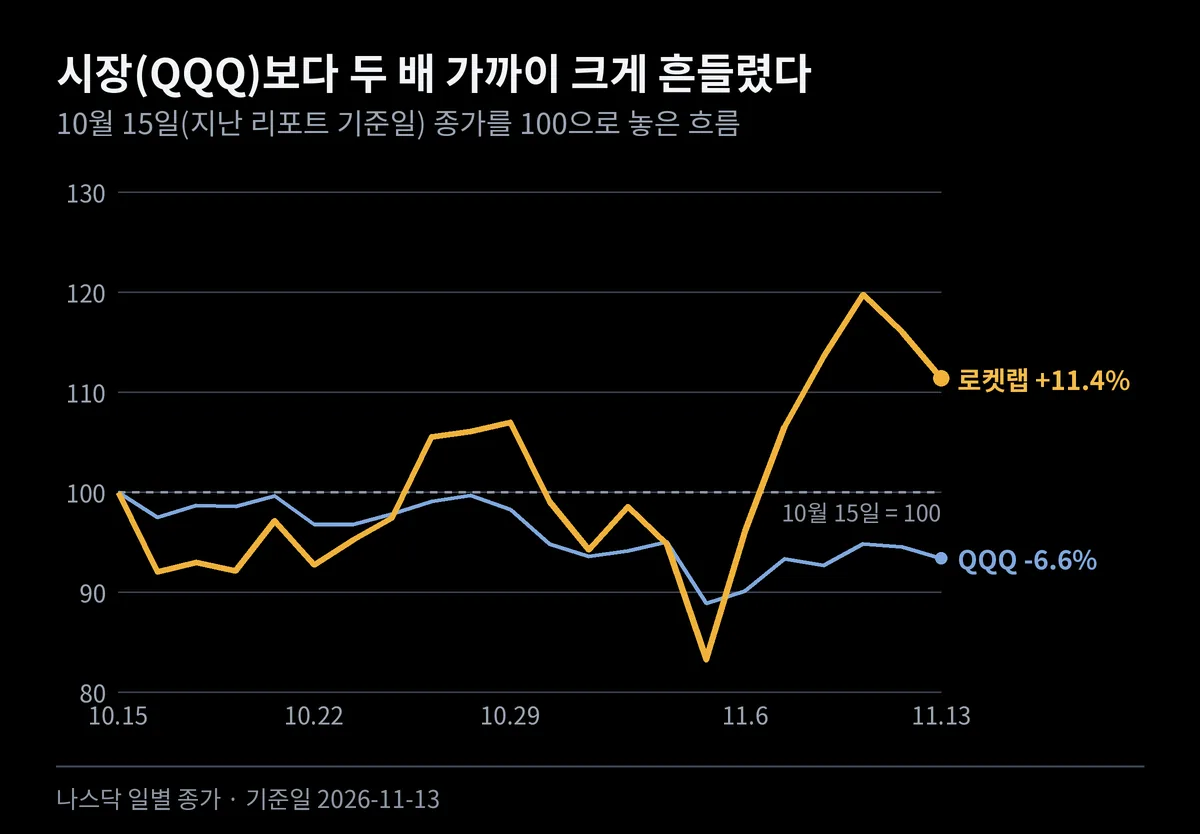 시장(QQQ)보다 두 배 가까이 크게 흔들렸다
10월 15일(지난 리포트 기준일) 종가를 100으로 놓은 흐름
130
120
110
로켓랩 +11.4%
100
10월 15일 = 100
QQQ -6.6%
90
80
10.15 10.22 10.29 11.6 11.13
나스닥 일별 종가 · 기준일 2026-11-13